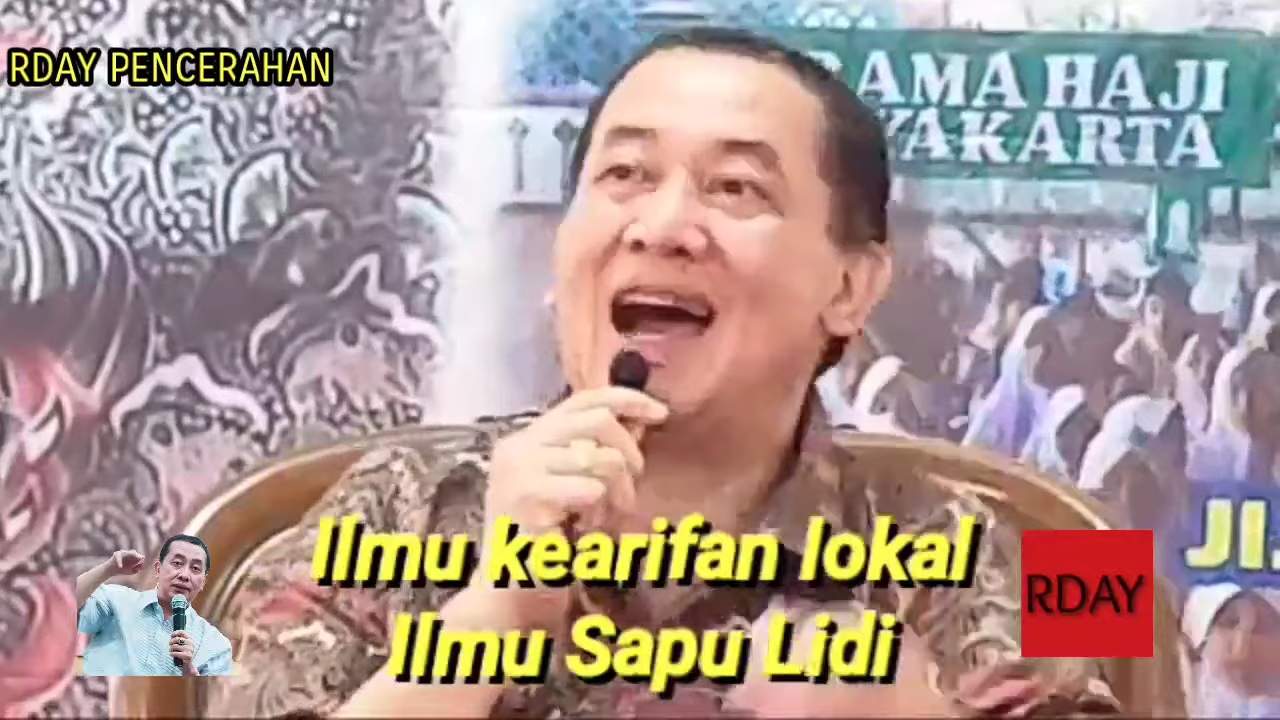 RDAY PENCERAHAN
RAMA HAJI
YAKARTA
Ilmu kearifan lokal
Ilmu Sapu Lidi
RDAY